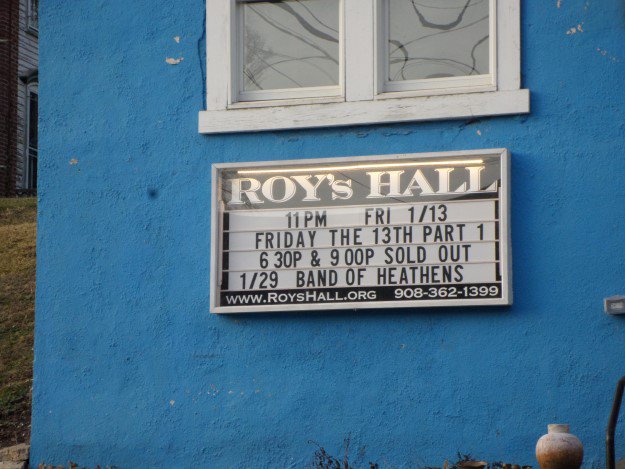 ROY's HALL
11PM FRI 1/13
FRIDAY THE 13TH PART 1
6 30P & 9 00P SOLD OUT
1/29 BAND OF HEATHENS
www.RoysHall.org 908-362-1399